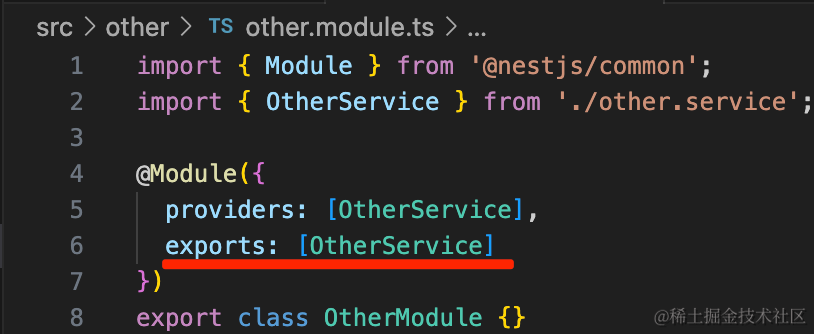 src > other > TS other.module.ts > ...
1 import { Module } from '@nestjs/common';
2 import { OtherService } from './other.service';
3
4 @Module({
5   providers: [OtherService],
6   exports: [OtherService]
7 })
8 export class OtherModule {}
@稀土掘金技术社区